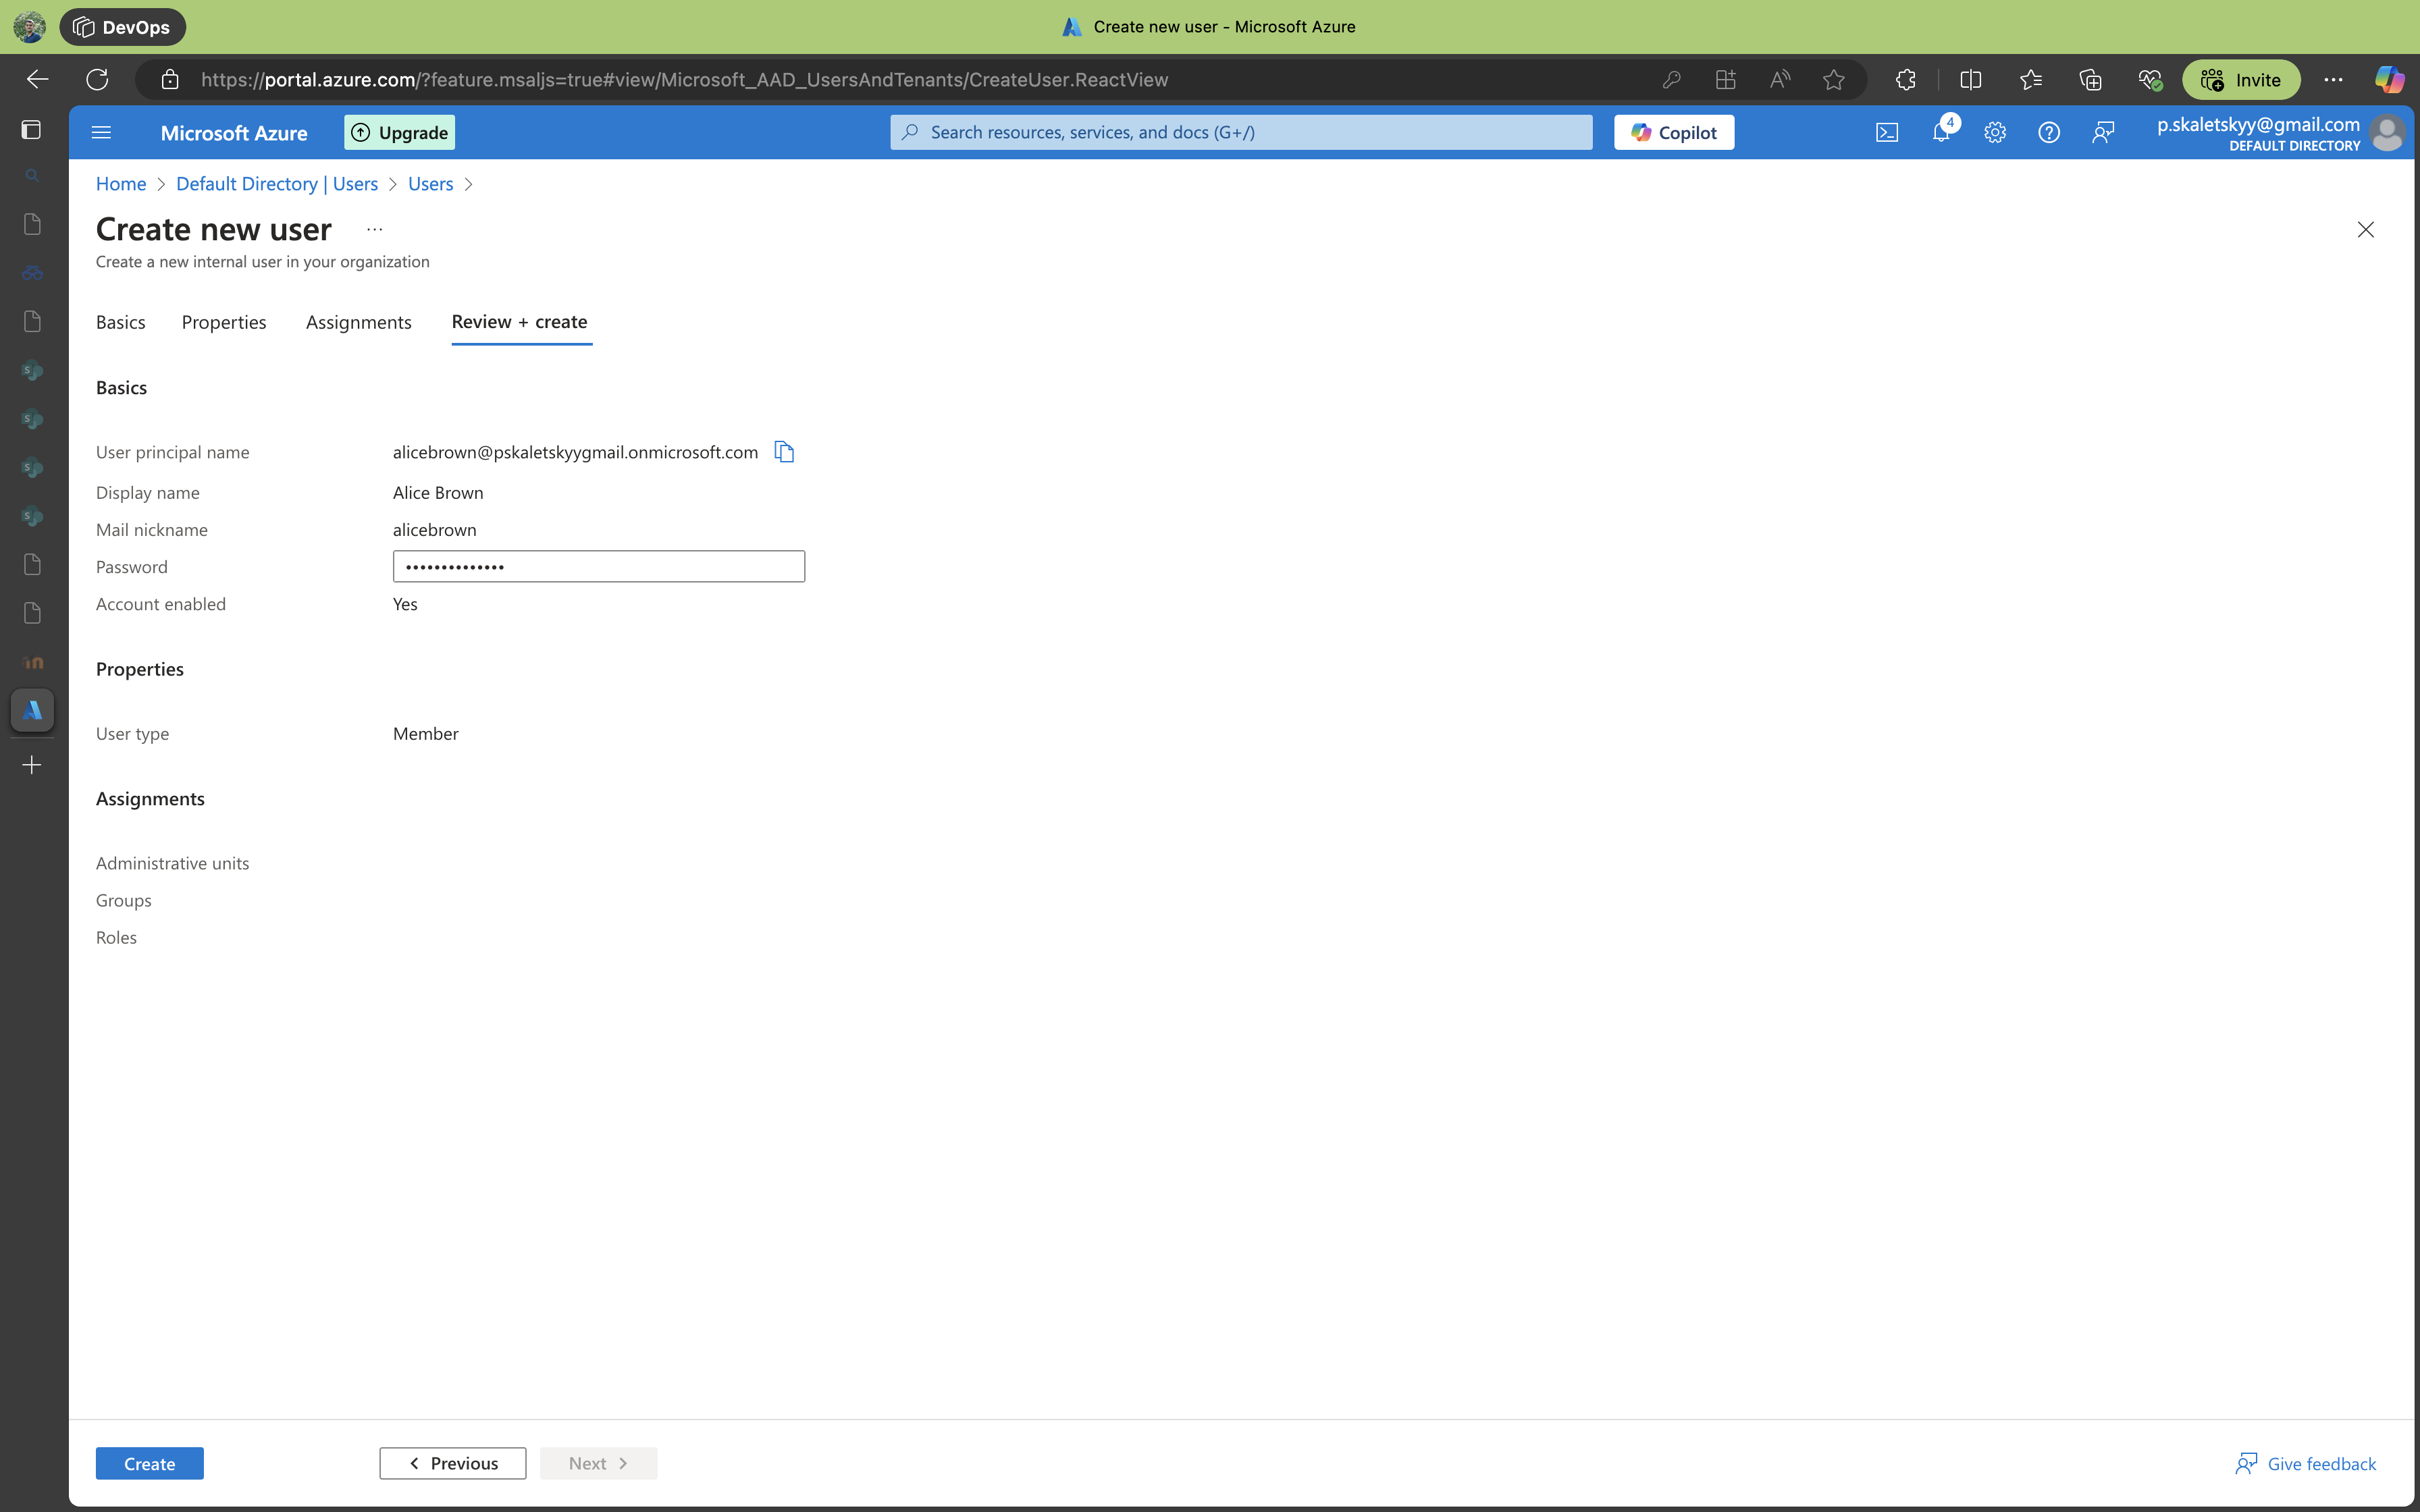 DevOps
Create new user - Microsoft Azure
https://portal.azure.com/?feature.msaljs=true#view/Microsoft_AAD_UsersAndTenants/CreateUser.ReactView
Invite
Microsoft Azure
Upgrade
Search resources, services, and docs (G+/)
Copilot
4
p.skaletskyy@gmail.com
DEFAULT DIRECTORY
Home > Default Directory | Users > Users >
Create new user ...
Create a new internal user in your organization
Basics Properties Assignments Review + create
Basics
User principal name alicebrown@pskaletskyygmail.onmicrosoft.com
Display name Alice Brown
Mail nickname alicebrown
Password ••••••••••••••
Account enabled Yes
Properties
User type Member
Assignments
Administrative units
Groups
Roles
Create
< Previous
Next >
Give feedback